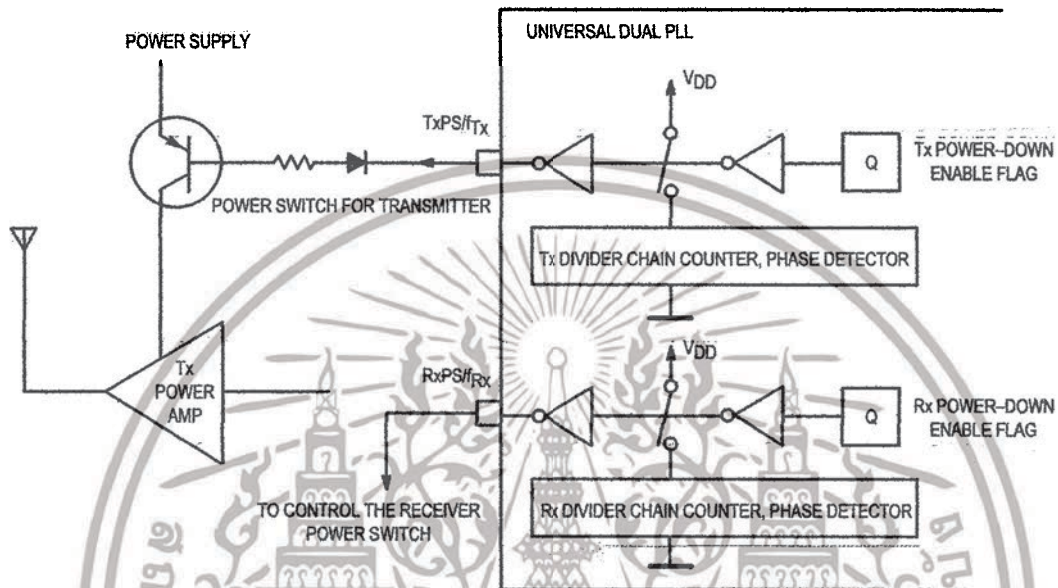 UNIVERSAL DUAL PLL
POWER SUPPLY
VDD
TxPS/fTx
Q
Tx POWER–DOWN
ENABLE FLAG
POWER SWITCH FOR TRANSMITTER
Tx DIVIDER CHAIN COUNTER, PHASE DETECTOR
VDD
Tx
POWER
AMP
RxPS/fRx
Q
Rx POWER–DOWN
ENABLE FLAG
TO CONTROL THE RECEIVER
POWER SWITCH
Rx DIVIDER CHAIN COUNTER, PHASE DETECTOR